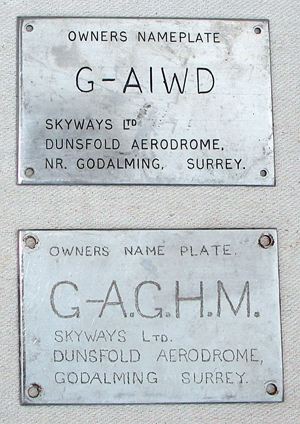 OWNERS NAMEPLATE
G-AIWD
SKYWAYS LTD
DUNSFOLD AERODROME,
NR. GODALMING, SURREY.
OWNERS NAME PLATE.
G-A.G.H.M.
SKYWAYS LTD.
DUNSFOLD AERODROME,
GODALMING SURREY.